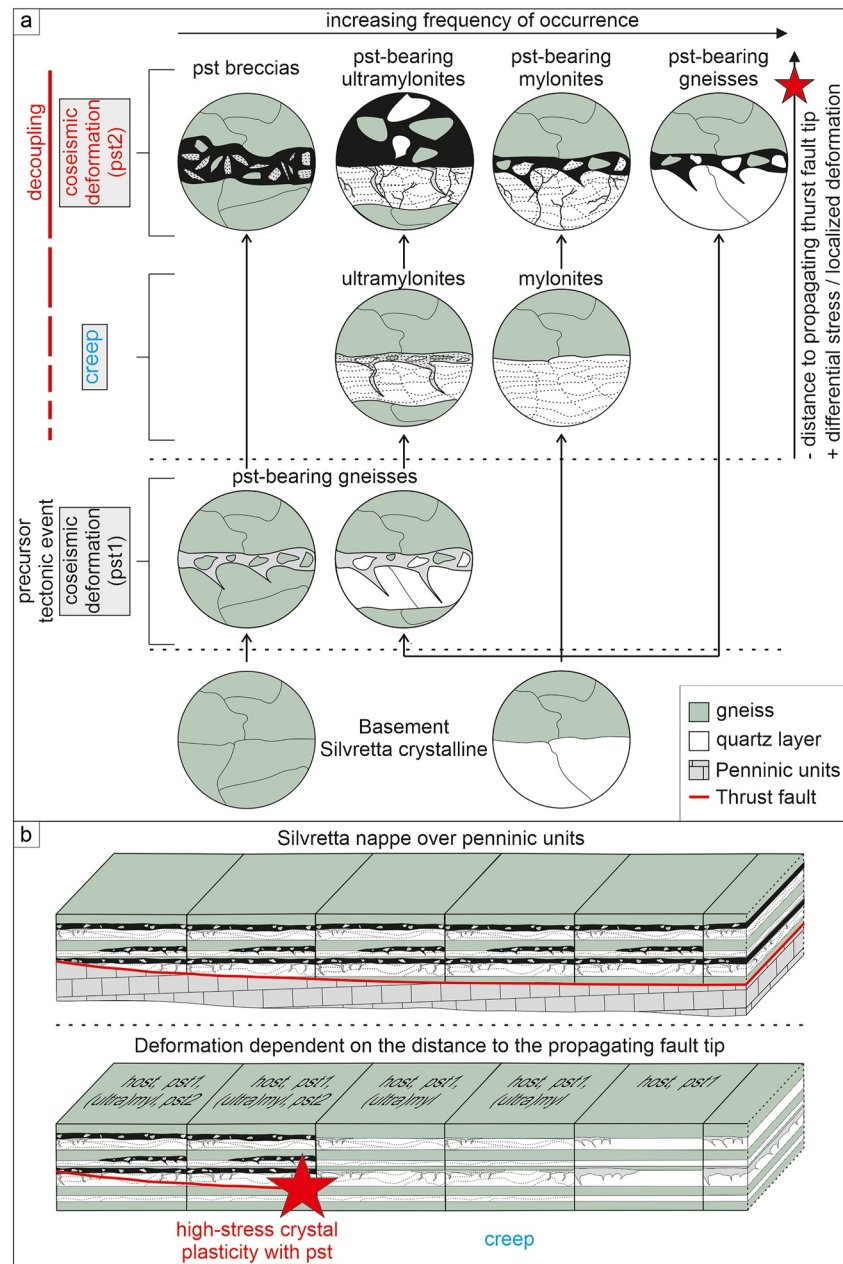 a
increasing frequency of occurrence
pst breccias
pst-bearing
ultramylonites
pst-bearing
mylonites
pst-bearing
gneisses
decoupling
coseismic
deformation
(pst2)
- distance to propagating thurst fault tip
+ differential stress / localized deformation
ultramylonites
mylonites
creep
pst-bearing gneisses
precursor
tectonic event
coseismic
deformation
(pst1)
Basement
Silvretta crystalline
gneiss
quartz layer
Penninic units
Thrust fault
b
Silvretta nappe over penninic units
Deformation dependent on the distance to the propagating fault tip
host, pst1,
(ultra)myl, pst2
host, pst1,
(ultra)myl, pst2
host, pst1,
(ultra)myl
host, pst1,
(ultra)myl
host, pst1
high-stress crystal
plasticity with pst
creep